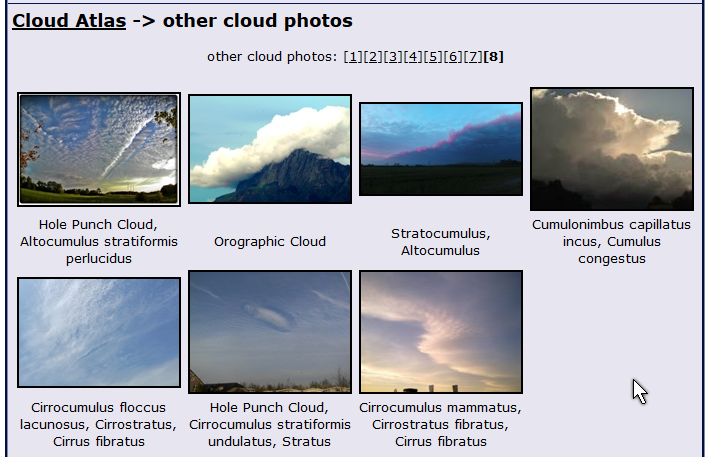 Cloud Atlas -> other cloud photos
other cloud photos: [1][2][3][4][5][6][7][8]
Hole Punch Cloud,
Altocumulus stratiformis
perlucidus
Orographic Cloud
Stratocumulus,
Altocumulus
Cumulonimbus capillatus
incus, Cumulus
congestus
Cirrocumulus floccus
lacunosus, Cirrostratus,
Cirrus fibratus
Hole Punch Cloud,
Cirrocumulus stratiformis
undulatus, Stratus
Cirrocumulus mammatus,
Cirrostratus fibratus,
Cirrus fibratus